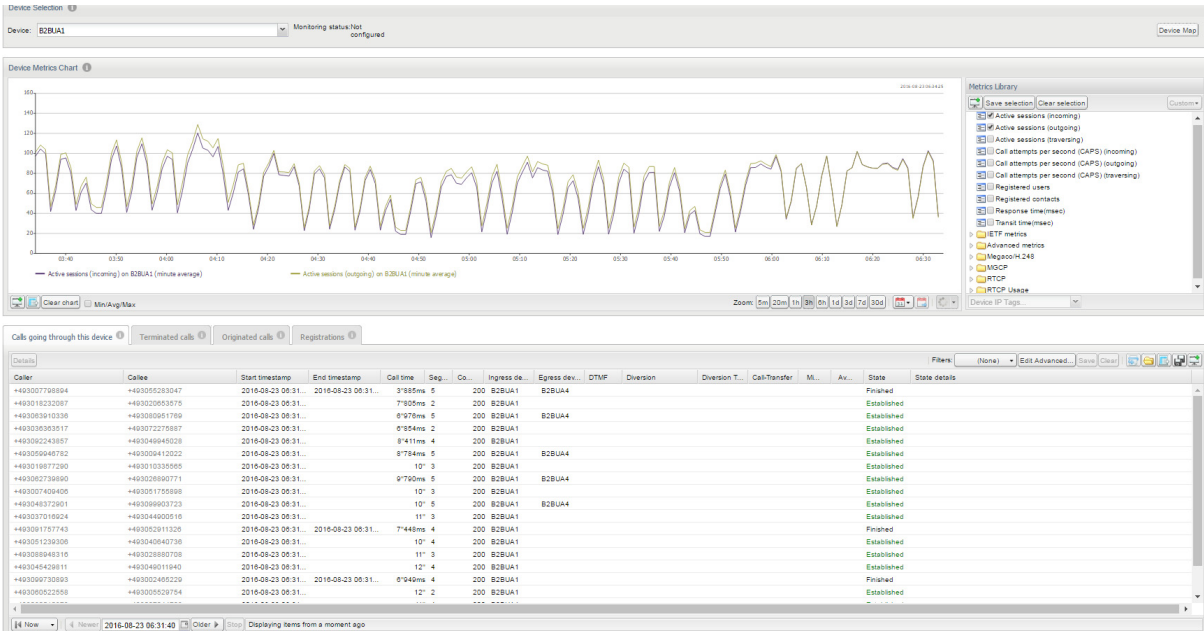 Device Selection
Device: B2BUA1 Monitoring status:Not configured Device Map
Device Metrics Chart
2016-08-23 06:34:25
160
140
120
100
80
60
40
20
0
03:40 03:50 04:00 04:10 04:20 04:30 04:40 04:50 05:00 05:10 05:20 05:30 05:40 05:50 06:00 06:10 06:20 06:30
Active sessions (incoming) on B2BUA1 (minute average) Active sessions (outgoing) on B2BUA1 (minute average)
Clear chart Min/Avg/Max Zoom: 5m 20m 1h 3h 6h 1d 3d 7d 30d
Metrics Library
Save selection Clear selection Custom
Active sessions (incoming)
Active sessions (outgoing)
Active sessions (traversing)
Call attempts per second (CAPS) (incoming)
Call attempts per second (CAPS) (outgoing)
Call attempts per second (CAPS) (traversing)
Registered users
Registered contacts
Response time(msec)
Transit time(msec)
IETF metrics
Advanced metrics
Megaco/H.248
MGCP
RTCP
RTCP Usage
Device IP Tags...
Calls going through this device Terminated calls Originated calls Registrations
Details Filters: (None) Edit Advanced... Save Clear
Caller Callee Start timestamp End timestamp Call time Seg... Co... Ingress de... Egress dev... DTMF Diversion Diversion T... Call-Transfer Mi... Av... State State details
+493007798894 +493055283047 2016-08-23 06:31... 2016-08-23 06:31... 3"885ms 5 200 B2BUA1 B2BUA4 Finished
+493018232087 +493020653575 2016-08-23 06:31... 7"805ms 2 200 B2BUA1 Established
+493063910336 +493080951769 2016-08-23 06:31... 6"976ms 5 200 B2BUA1 B2BUA4 Established
+493036363517 +493072275887 2016-08-23 06:31... 6"954ms 2 200 B2BUA1 Established
+493092243857 +493049945028 2016-08-23 06:31... 8"411ms 4 200 B2BUA1 Established
+493059946782 +493009412022 2016-08-23 06:31... 8"784ms 5 200 B2BUA1 B2BUA4 Established
+493019877290 +493010335565 2016-08-23 06:31... 10" 3 200 B2BUA1 Established
+493062739890 +493026890771 2016-08-23 06:31... 9"790ms 5 200 B2BUA1 B2BUA4 Established
+493007409406 +493051755898 2016-08-23 06:31... 10" 3 200 B2BUA1 Established
+493048372901 +493099903723 2016-08-23 06:31... 10" 5 200 B2BUA1 B2BUA4 Established
+493037016924 +493044900516 2016-08-23 06:31... 11" 3 200 B2BUA1 Established
+493091757743 +493052911326 2016-08-23 06:31... 2016-08-23 06:31... 7"448ms 4 200 B2BUA1 Finished
+493051239306 +493040640736 2016-08-23 06:31... 10" 4 200 B2BUA1 Established
+493088948316 +493028880708 2016-08-23 06:31... 11" 3 200 B2BUA1 Established
+493045429811 +493049011940 2016-08-23 06:31... 12" 4 200 B2BUA1 Established
+493099730893 +493002465229 2016-08-23 06:31... 2016-08-23 06:31... 6"949ms 4 200 B2BUA1 Finished
+493060522558 +493005529754 2016-08-23 06:31... 12" 2 200 B2BUA1 Established
Now Newer 2016-08-23 06:31:40 Older Stop Displaying items from a moment ago